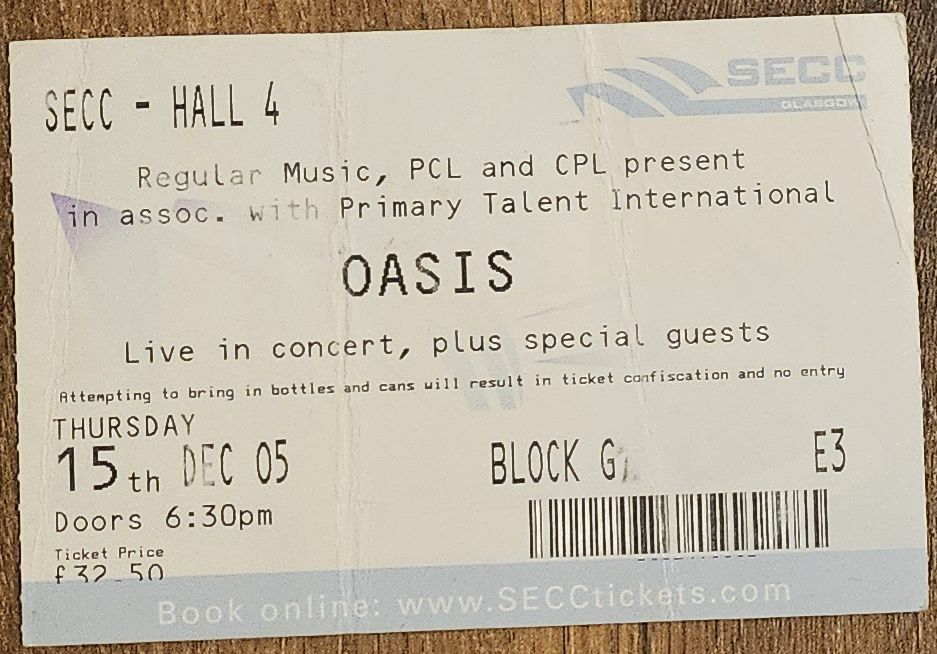 SECC - HALL 4
SECC
GLASGOW
Regular Music, PCL and CPL present
in assoc. with Primary Talent International
OASIS
Live in concert, plus special guests
Attempting to bring in bottles and cans will result in ticket confiscation and no entry
THURSDAY
15th DEC 05
BLOCK G
E3
Doors 6:30pm
Ticket Price
£32.50
Book online: www.SECCtickets.com